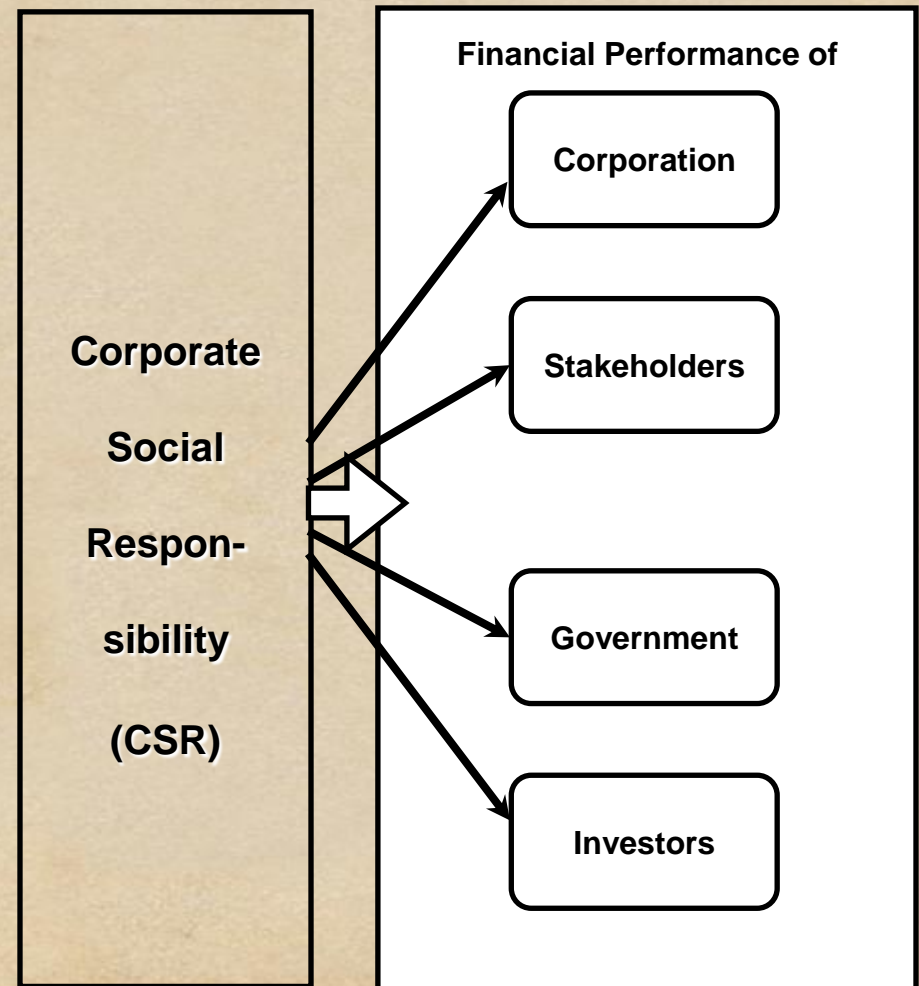 Corporate
Social
Respon-
sibility
(CSR)
Financial Performance of
Corporation
Stakeholders
Government
Investors